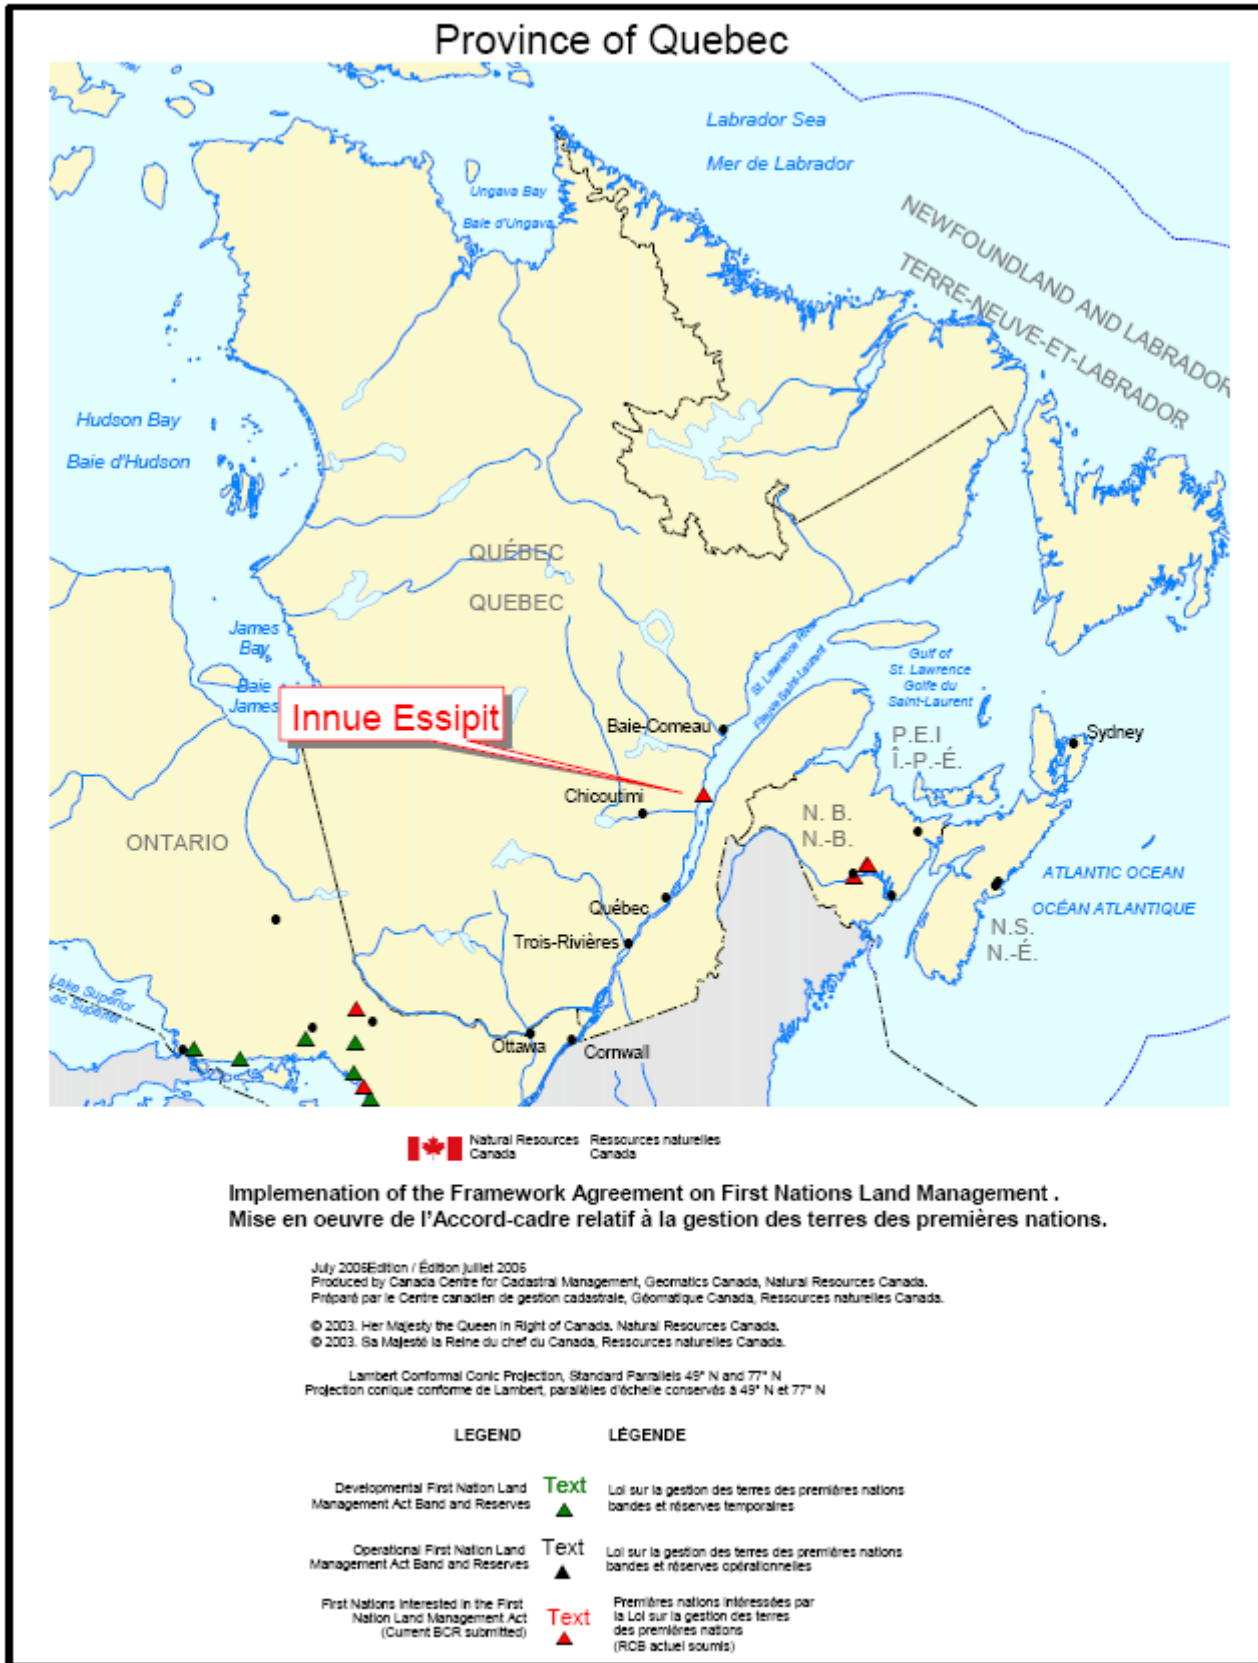 Province of Quebec
Labrador Sea
Mer de Labrador
Ungava Bay
Baie d'Ungava
NEWFOUNDLAND AND LABRADOR
TERRE-NEUVE-ET-LABRADOR
Hudson Bay
Baie d'Hudson
QUÉBEC
QUEBEC
James
Bay
Baie
James
St. Lawrence River
Fleuve Saint-Laurent
Gulf of
St. Lawrence
Golfe du
Saint-Laurent
Innue Essipit
Baie-Comeau
P.E.I
Î.-P.-É.
Sydney
Chicoutimi
N. B.
N.-B.
ONTARIO
ATLANTIC OCEAN
OCÉAN ATLANTIQUE
Québec
N.S.
N.-É.
Trois-Rivières
Lake Superior
Lac Supérieur
Ottawa
Cornwall
Natural Resources Ressources naturelles
Canada Canada
Implemenation of the Framework Agreement on First Nations Land Management .
Mise en oeuvre de l'Accord-cadre relatif à la gestion des terres des premières nations.
July 2006Edition / Édition juillet 2006
Produced by Canada Centre for Cadastral Management, Geomatics Canada, Natural Resources Canada.
Préparé par le Centre canadien de gestion cadastrale, Géomatique Canada, Ressources naturelles Canada.
© 2003. Her Majesty the Queen in Right of Canada. Natural Resources Canada.
© 2003. Sa Majesté la Reine du chef du Canada, Ressources naturelles Canada.
Lambert Conformal Conic Projection, Standard Parrallels 49° N and 77° N
Projection conique conforme de Lambert, parallèles d'échelle conservés à 49° N et 77° N
LEGEND LÉGENDE
Developmental First Nation Land
Management Act Band and Reserves
Text
Loi sur la gestion des terres des premières nations
bandes et réserves temporaires
Operational First Nation Land
Management Act Band and Reserves
Text
Loi sur la gestion des terres des premières nations
bandes et réserves opérationnelles
First Nations Interested in the First
Nation Land Management Act
(Current BCR submitted)
Text
Premières nations intéressées par
la Loi sur la gestion des terres
des premières nations
(RCB actuel soumis)